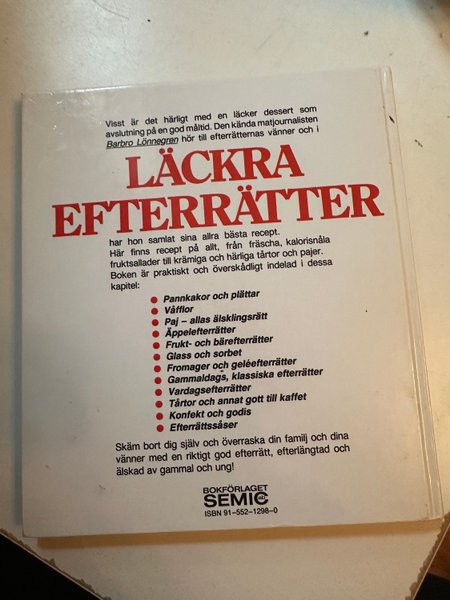 Visst är det härligt med en läcker dessert som
avslutning på en god måltid. Den kända matjournalisten
Barbro Lönnegren hör till efterrätternas vänner och i
LÄCKRA
EFTERRÄTTER
har hon samlat sina allra bästa recept.
Här finns recept på allt, från fräscha, kalorisnåla
fruktsallader till krämiga och härliga tårtor och pajer.
Boken är praktiskt och överskådligt indelad i dessa
kapitel:
● Pannkakor och plättar
● Våfflor
● Paj – allas älsklingsrätt
● Äppelefterrätter
● Frukt- och bärefterrätter
● Glass och sorbet
● Fromager och geléefterrätter
● Gammaldags, klassiska efterrätter
● Vardagsefterrätter
● Tårtor och annat gott till kaffet
● Konfekt och godis
● Efterrättssåser
Skäm bort dig själv och överraska din familj och dina
vänner med en riktigt god efterrätt, efterlängtad och
älskad av gammal och ung!
BOKFÖRLAGET
SEMIC
ISBN 91-552-1298-0